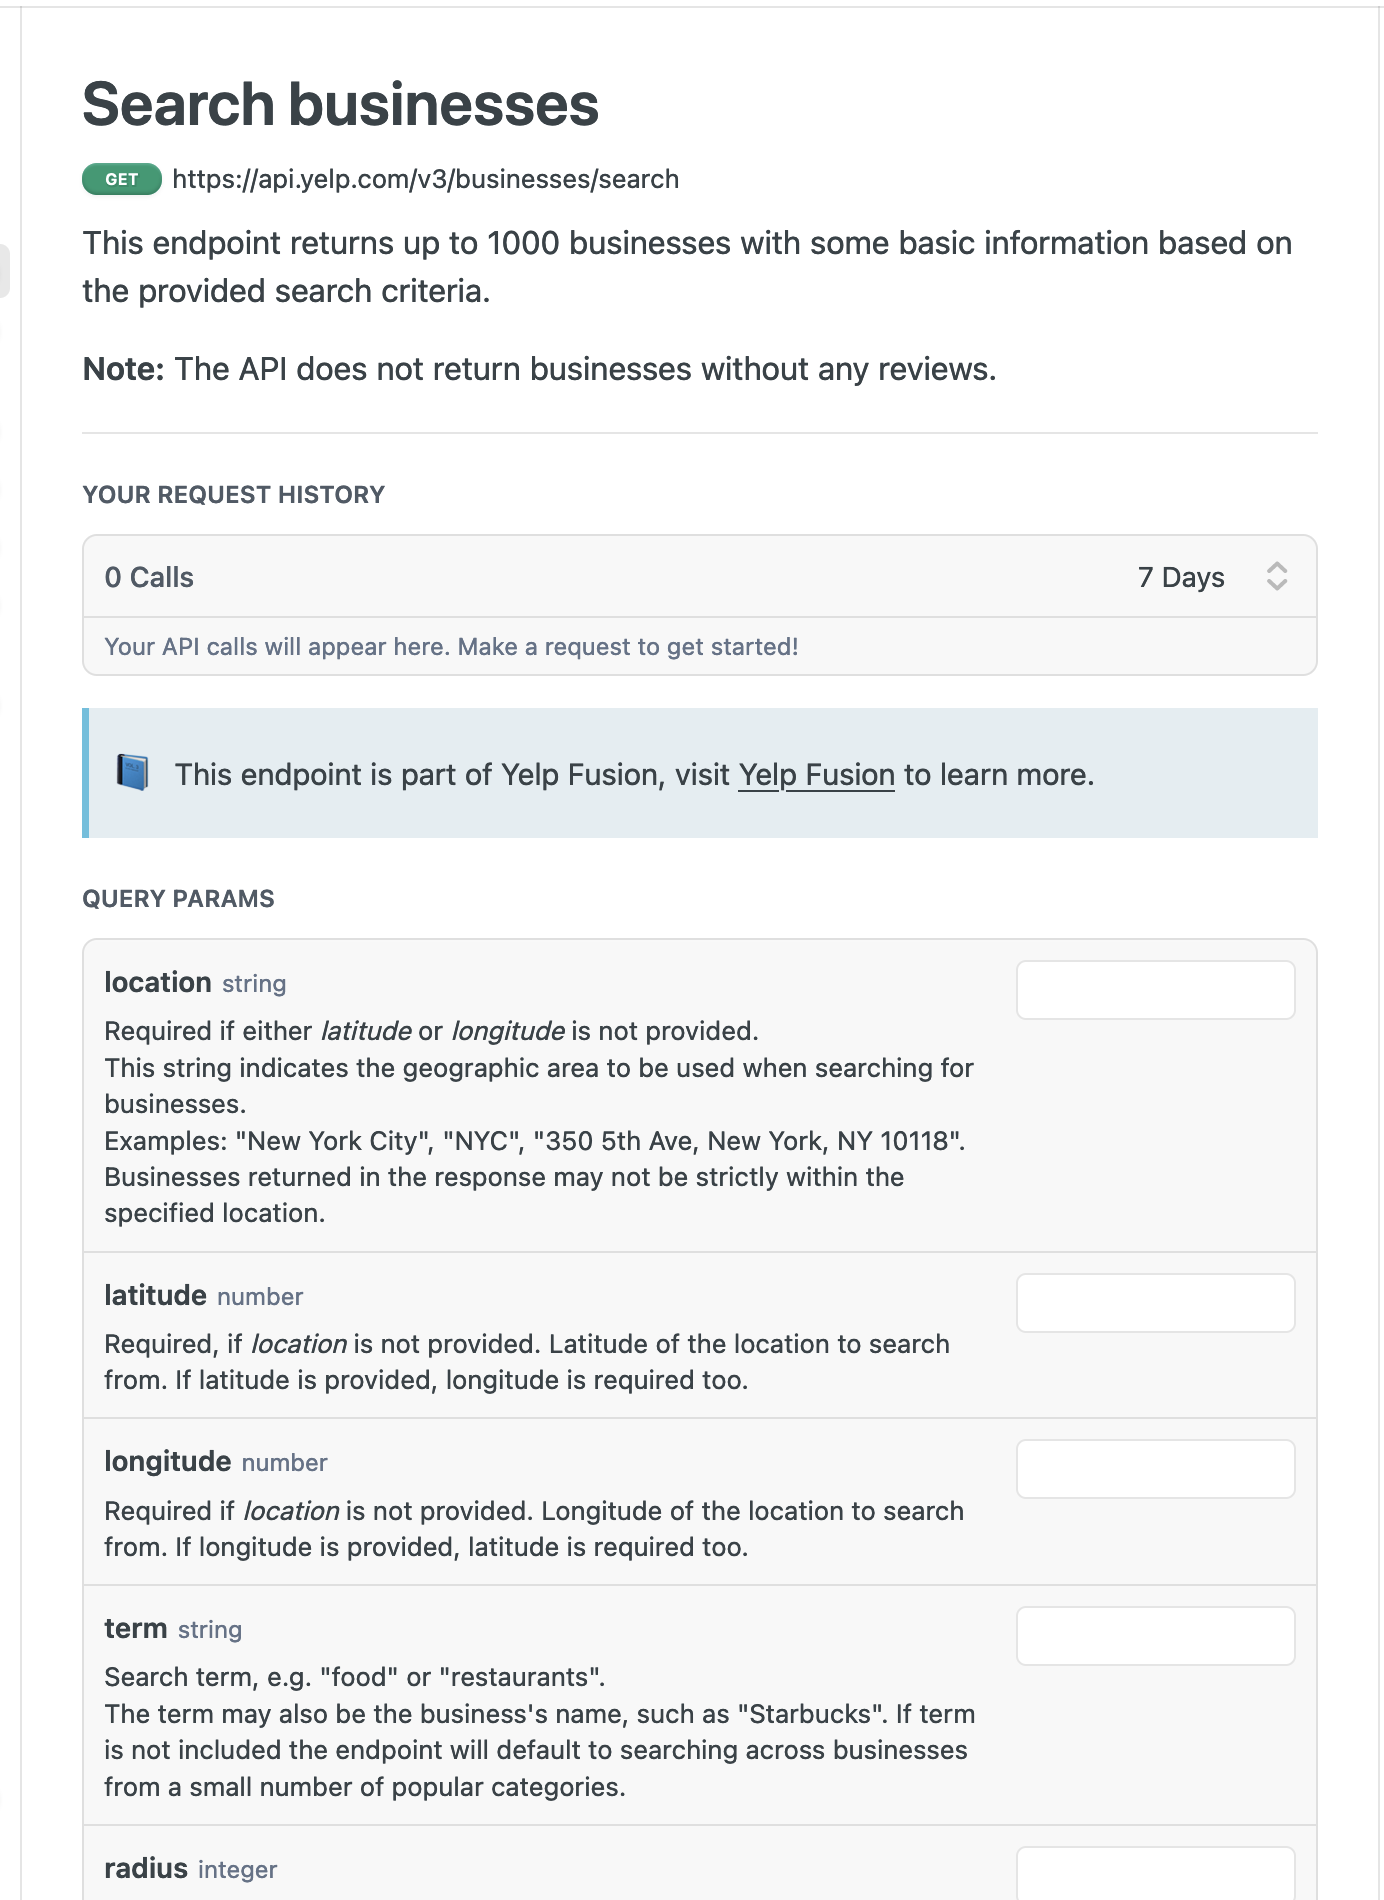 Search businesses
GET https://api.yelp.com/v3/businesses/search
This endpoint returns up to 1000 businesses with some basic information based on
the provided search criteria.
Note: The API does not return businesses without any reviews.
YOUR REQUEST HISTORY
0 Calls 7 Days
Your API calls will appear here. Make a request to get started!
This endpoint is part of Yelp Fusion, visit Yelp Fusion to learn more.
QUERY PARAMS
location string
Required if either latitude or longitude is not provided.
This string indicates the geographic area to be used when searching for
businesses.
Examples: "New York City", "NYC", "350 5th Ave, New York, NY 10118".
Businesses returned in the response may not be strictly within the
specified location.
latitude number
Required, if location is not provided. Latitude of the location to search
from. If latitude is provided, longitude is required too.
longitude number
Required if location is not provided. Longitude of the location to search
from. If longitude is provided, latitude is required too.
term string
Search term, e.g. "food" or "restaurants".
The term may also be the business's name, such as "Starbucks". If term
is not included the endpoint will default to searching across businesses
from a small number of popular categories.
radius integer